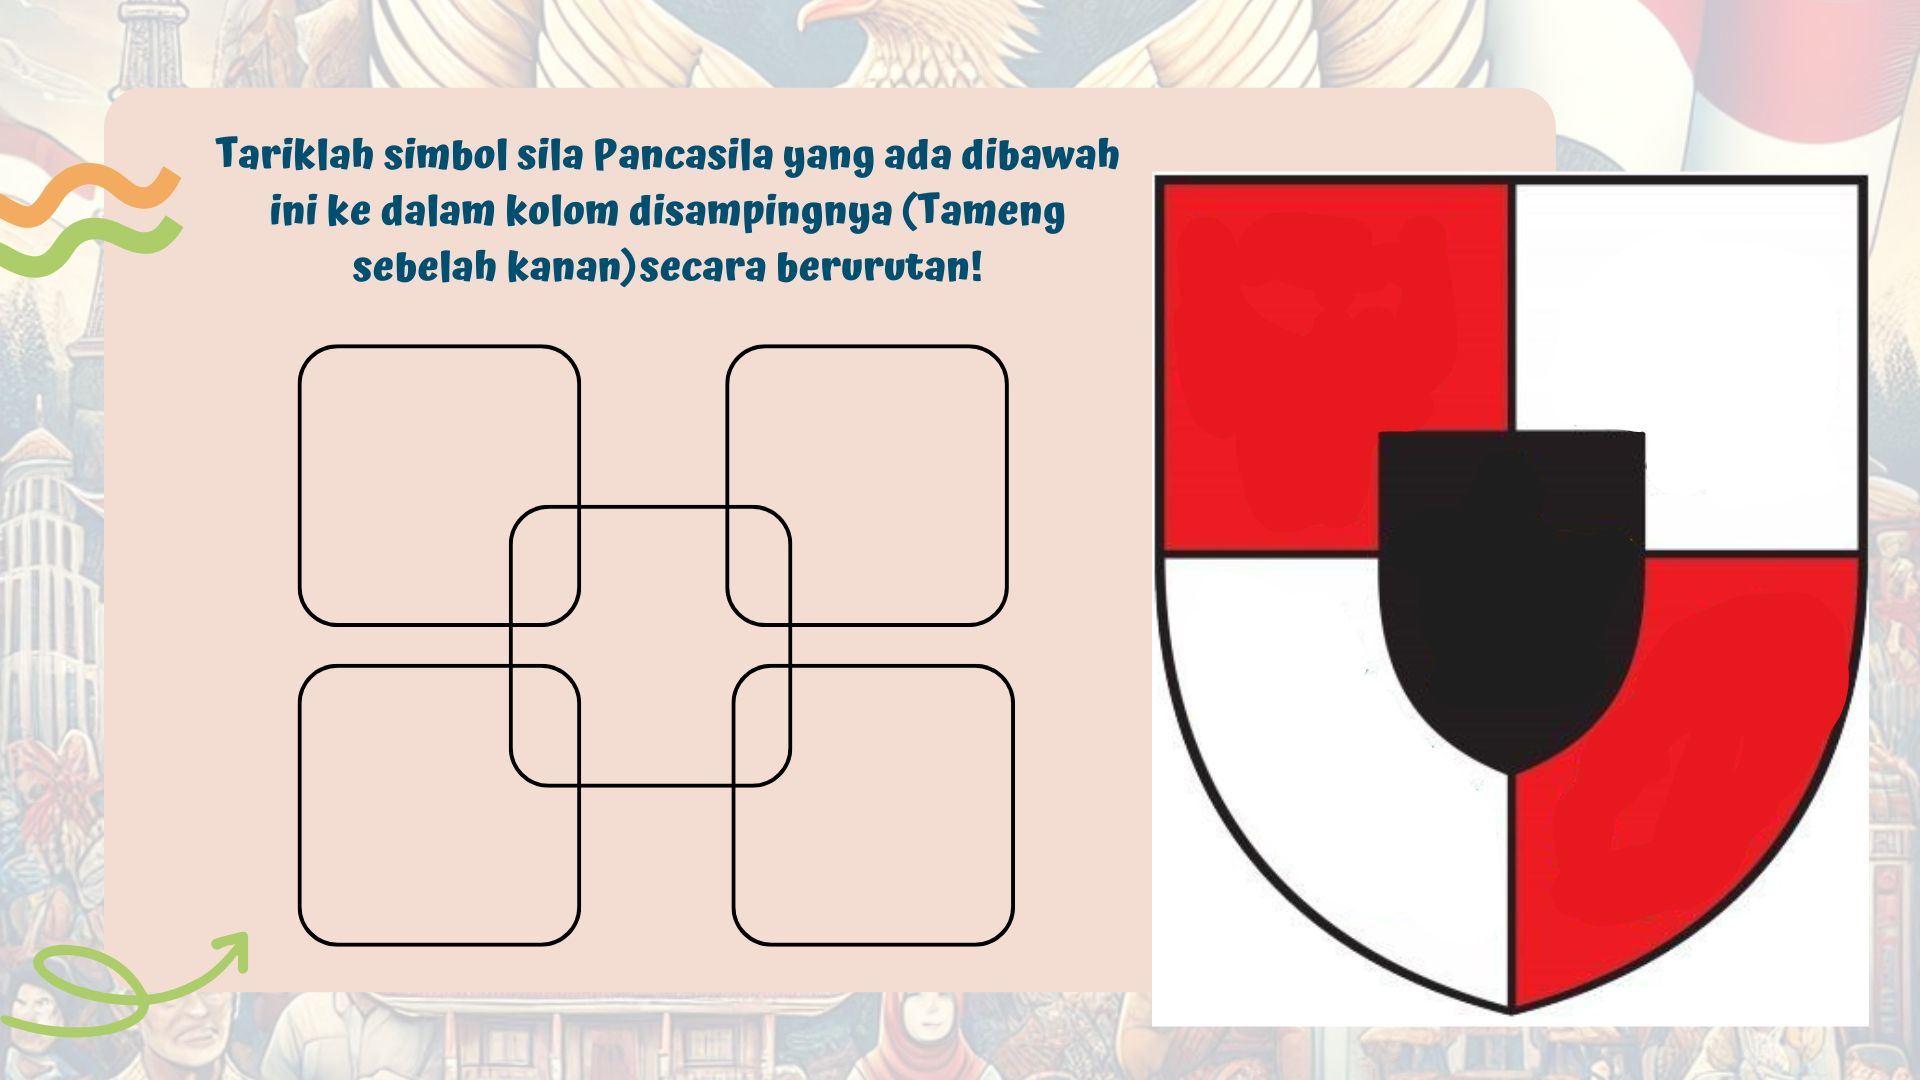 Tariklah simbol sila Pancasila yang ada dibawah
ini ke dalam kolom disampingnya (Tameng
sebelah kanan)secara berurutan!